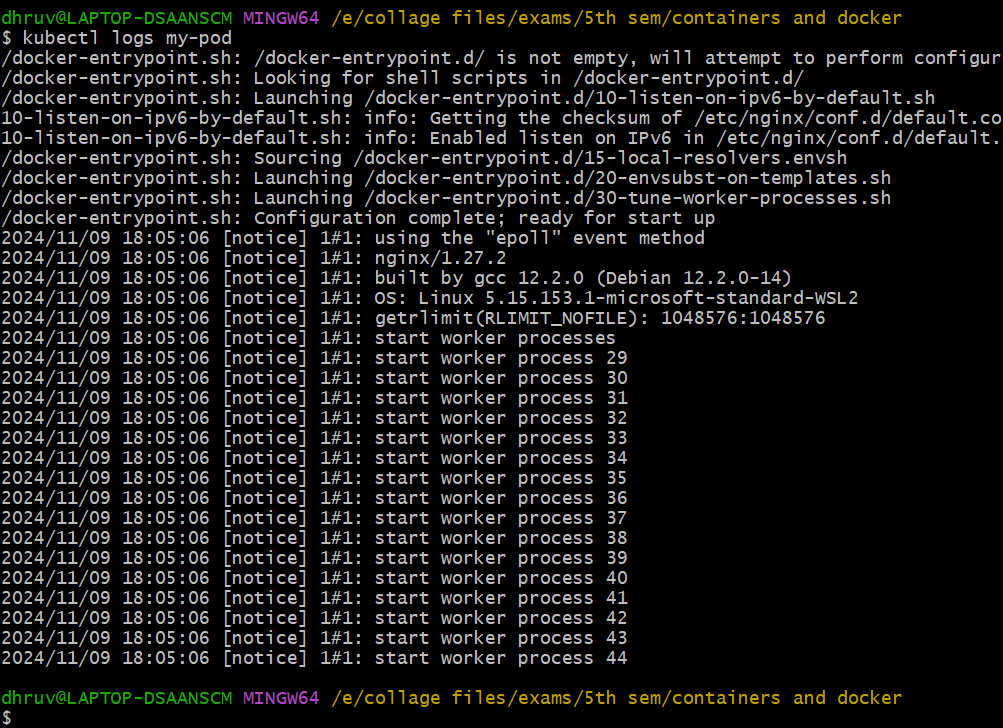 dhruv@LAPTOP-DSAANSCM MINGW64 /e/collage files/exams/5th sem/containers and docker
$ kubectl logs my-pod
/docker-entrypoint.sh: /docker-entrypoint.d/ is not empty, will attempt to perform configur
/docker-entrypoint.sh: Looking for shell scripts in /docker-entrypoint.d/
/docker-entrypoint.sh: Launching /docker-entrypoint.d/10-listen-on-ipv6-by-default.sh
10-listen-on-ipv6-by-default.sh: info: Getting the checksum of /etc/nginx/conf.d/default.co
10-listen-on-ipv6-by-default.sh: info: Enabled listen on IPv6 in /etc/nginx/conf.d/default.
/docker-entrypoint.sh: Sourcing /docker-entrypoint.d/15-local-resolvers.envsh
/docker-entrypoint.sh: Launching /docker-entrypoint.d/20-envsubst-on-templates.sh
/docker-entrypoint.sh: Launching /docker-entrypoint.d/30-tune-worker-processes.sh
/docker-entrypoint.sh: Configuration complete; ready for start up
2024/11/09 18:05:06 [notice] 1#1: using the "epoll" event method
2024/11/09 18:05:06 [notice] 1#1: nginx/1.27.2
2024/11/09 18:05:06 [notice] 1#1: built by gcc 12.2.0 (Debian 12.2.0-14)
2024/11/09 18:05:06 [notice] 1#1: OS: Linux 5.15.153.1-microsoft-standard-WSL2
2024/11/09 18:05:06 [notice] 1#1: getrlimit(RLIMIT_NOFILE): 1048576:1048576
2024/11/09 18:05:06 [notice] 1#1: start worker processes
2024/11/09 18:05:06 [notice] 1#1: start worker process 29
2024/11/09 18:05:06 [notice] 1#1: start worker process 30
2024/11/09 18:05:06 [notice] 1#1: start worker process 31
2024/11/09 18:05:06 [notice] 1#1: start worker process 32
2024/11/09 18:05:06 [notice] 1#1: start worker process 33
2024/11/09 18:05:06 [notice] 1#1: start worker process 34
2024/11/09 18:05:06 [notice] 1#1: start worker process 35
2024/11/09 18:05:06 [notice] 1#1: start worker process 36
2024/11/09 18:05:06 [notice] 1#1: start worker process 37
2024/11/09 18:05:06 [notice] 1#1: start worker process 38
2024/11/09 18:05:06 [notice] 1#1: start worker process 39
2024/11/09 18:05:06 [notice] 1#1: start worker process 40
2024/11/09 18:05:06 [notice] 1#1: start worker process 41
2024/11/09 18:05:06 [notice] 1#1: start worker process 42
2024/11/09 18:05:06 [notice] 1#1: start worker process 43
2024/11/09 18:05:06 [notice] 1#1: start worker process 44
dhruv@LAPTOP-DSAANSCM MINGW64 /e/collage files/exams/5th sem/containers and docker
$